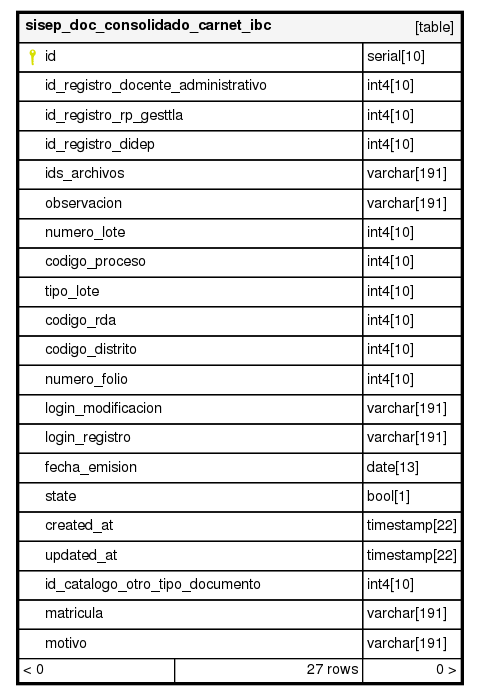 sisep_doc_consolidado_carnet_ibc [table]
id serial[10]
id_registro_docente_administrativo int4[10]
id_registro_rp_gesttla int4[10]
id_registro_didep int4[10]
ids_archivos varchar[191]
observacion varchar[191]
numero_lote int4[10]
codigo_proceso int4[10]
tipo_lote int4[10]
codigo_rda int4[10]
codigo_distrito int4[10]
numero_folio int4[10]
login_modificacion varchar[191]
login_registro varchar[191]
fecha_emision date[13]
state bool[1]
created_at timestamp[22]
updated_at timestamp[22]
id_catalogo_otro_tipo_documento int4[10]
matricula varchar[191]
motivo varchar[191]
< 0 27 rows 0 >